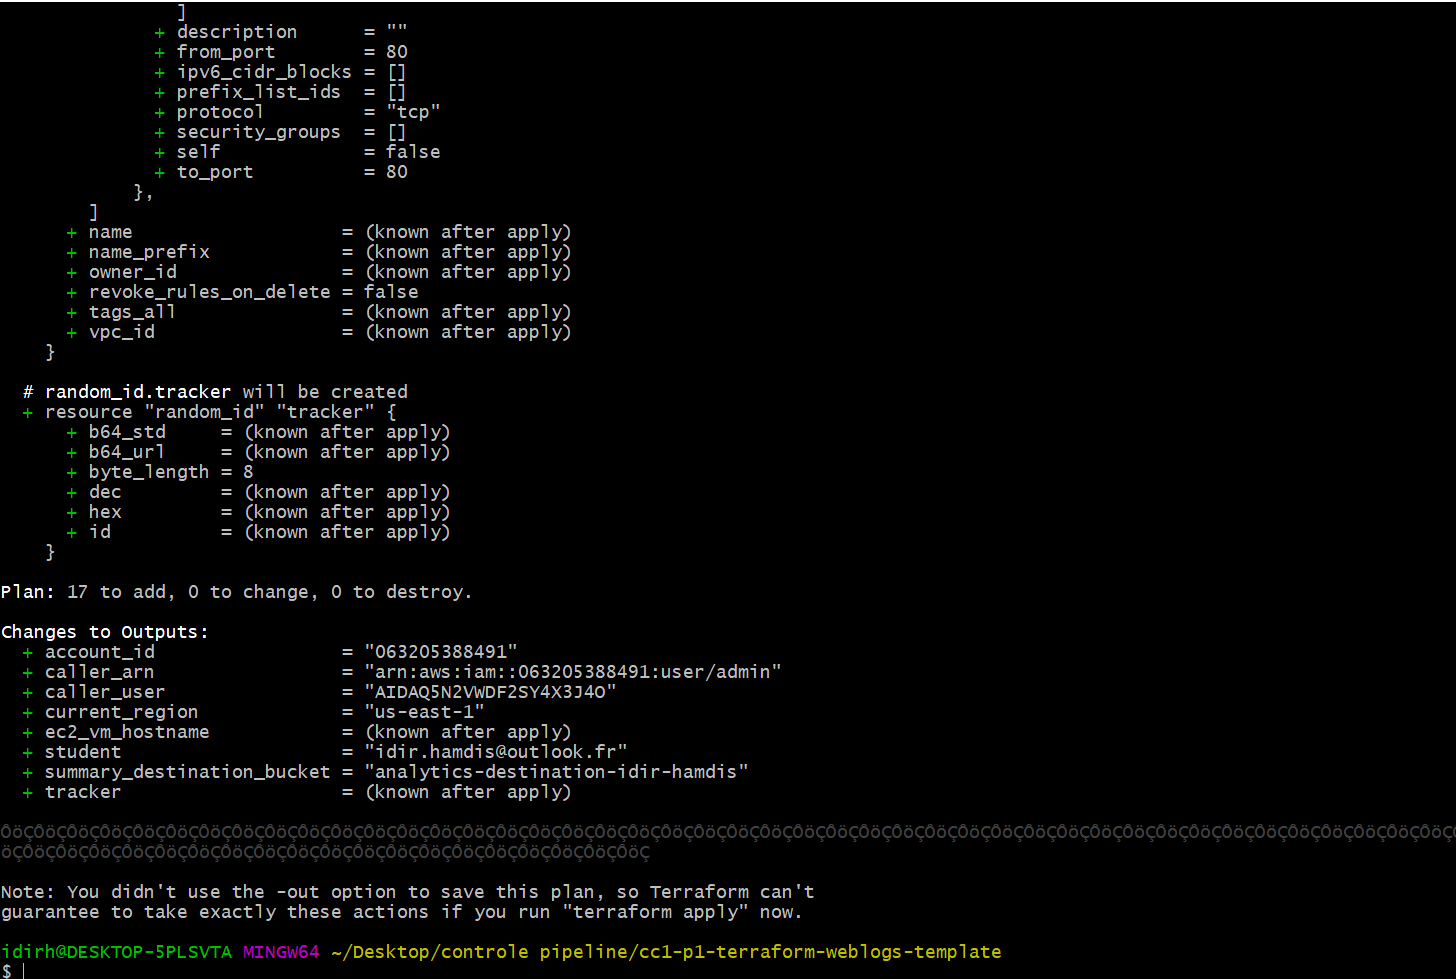 ]
+ description      = ""
+ from_port        = 80
+ ipv6_cidr_blocks = []
+ prefix_list_ids  = []
+ protocol         = "tcp"
+ security_groups  = []
+ self             = false
+ to_port          = 80
},
]
+ name                   = (known after apply)
+ name_prefix            = (known after apply)
+ owner_id               = (known after apply)
+ revoke_rules_on_delete = false
+ tags_all               = (known after apply)
+ vpc_id                 = (known after apply)
}
# random_id.tracker will be created
+ resource "random_id" "tracker" {
+ b64_std     = (known after apply)
+ b64_url     = (known after apply)
+ byte_length = 8
+ dec         = (known after apply)
+ hex         = (known after apply)
+ id          = (known after apply)
}
Plan: 17 to add, 0 to change, 0 to destroy.
Changes to Outputs:
+ account_id                 = "063205388491"
+ caller_arn                 = "arn:aws:iam::063205388491:user/admin"
+ caller_user                = "AIDAQ5N2VWDF2SY4X3J4O"
+ current_region             = "us-east-1"
+ ec2_vm_hostname            = (known after apply)
+ student                    = "idir.hamdis@outlook.fr"
+ summary_destination_bucket = "analytics-destination-idir-hamdis"
+ tracker                    = (known after apply)
Note: You didn't use the -out option to save this plan, so Terraform can't
guarantee to take exactly these actions if you run "terraform apply" now.
idirh@DESKTOP-5PLSVTA MINGW64 ~/Desktop/controle pipeline/cc1-p1-terraform-weblogs-template
$